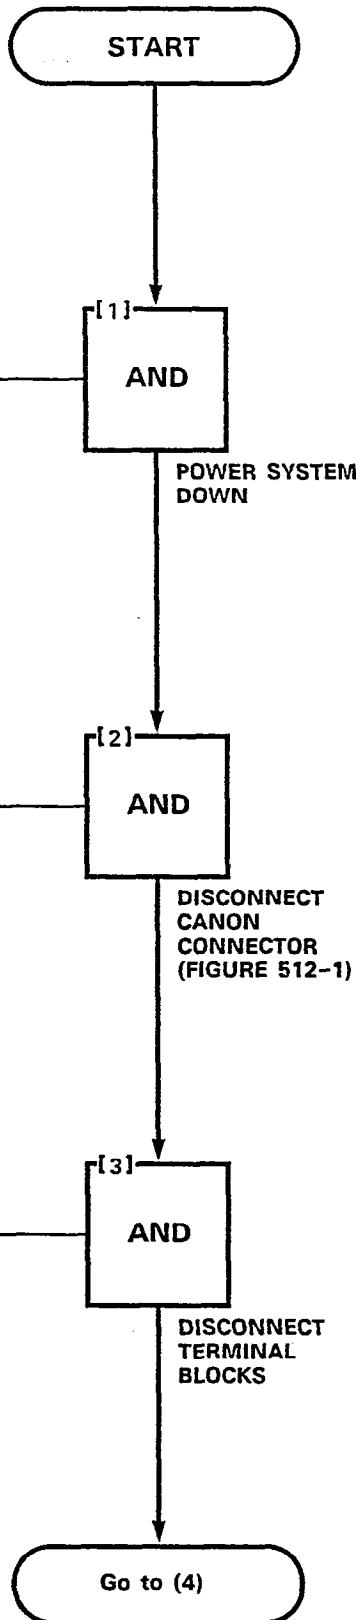 START
[1]
AND
POWER SYSTEM
DOWN
[2]
AND
DISCONNECT
CANON
CONNECTOR
(FIGURE 512-1)
[3]
AND
DISCONNECT
TERMINAL
BLOCKS
Go to (4)